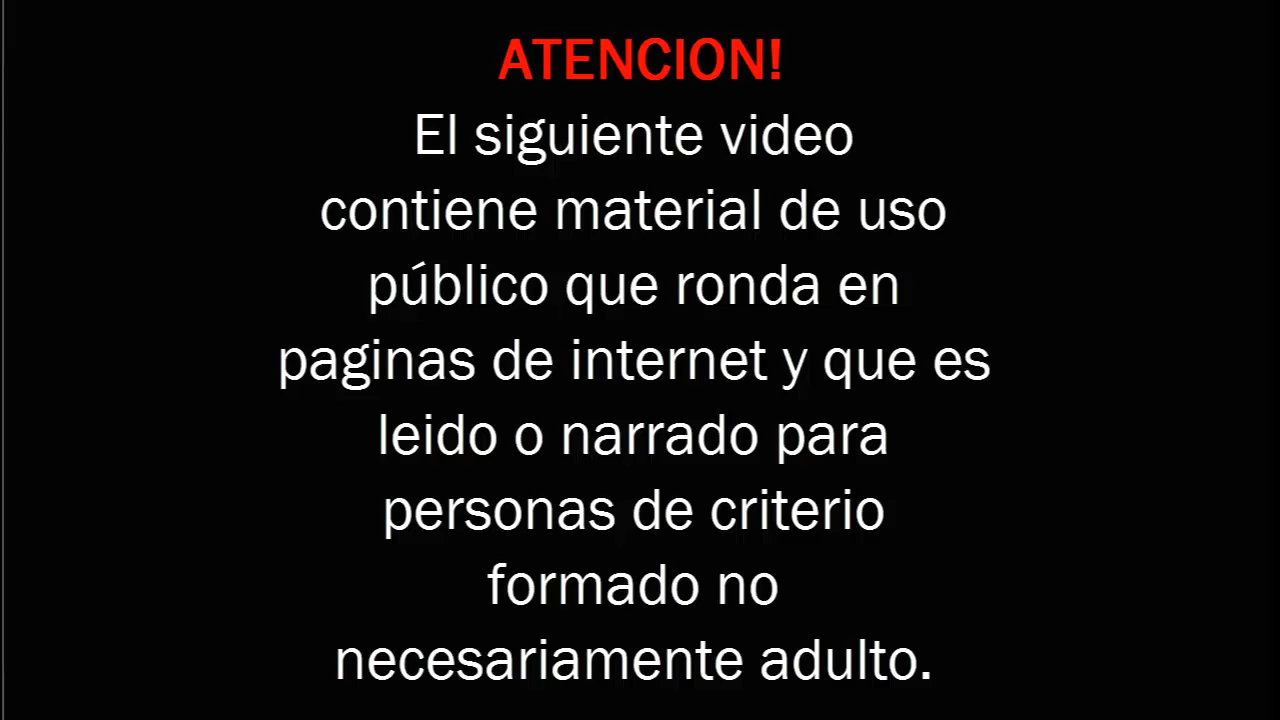 ATENCION!
El siguiente video
contiene material de uso
público que ronda en
paginas de internet y que es
leido o narrado para
personas de criterio
formado no
necesariamente adulto.